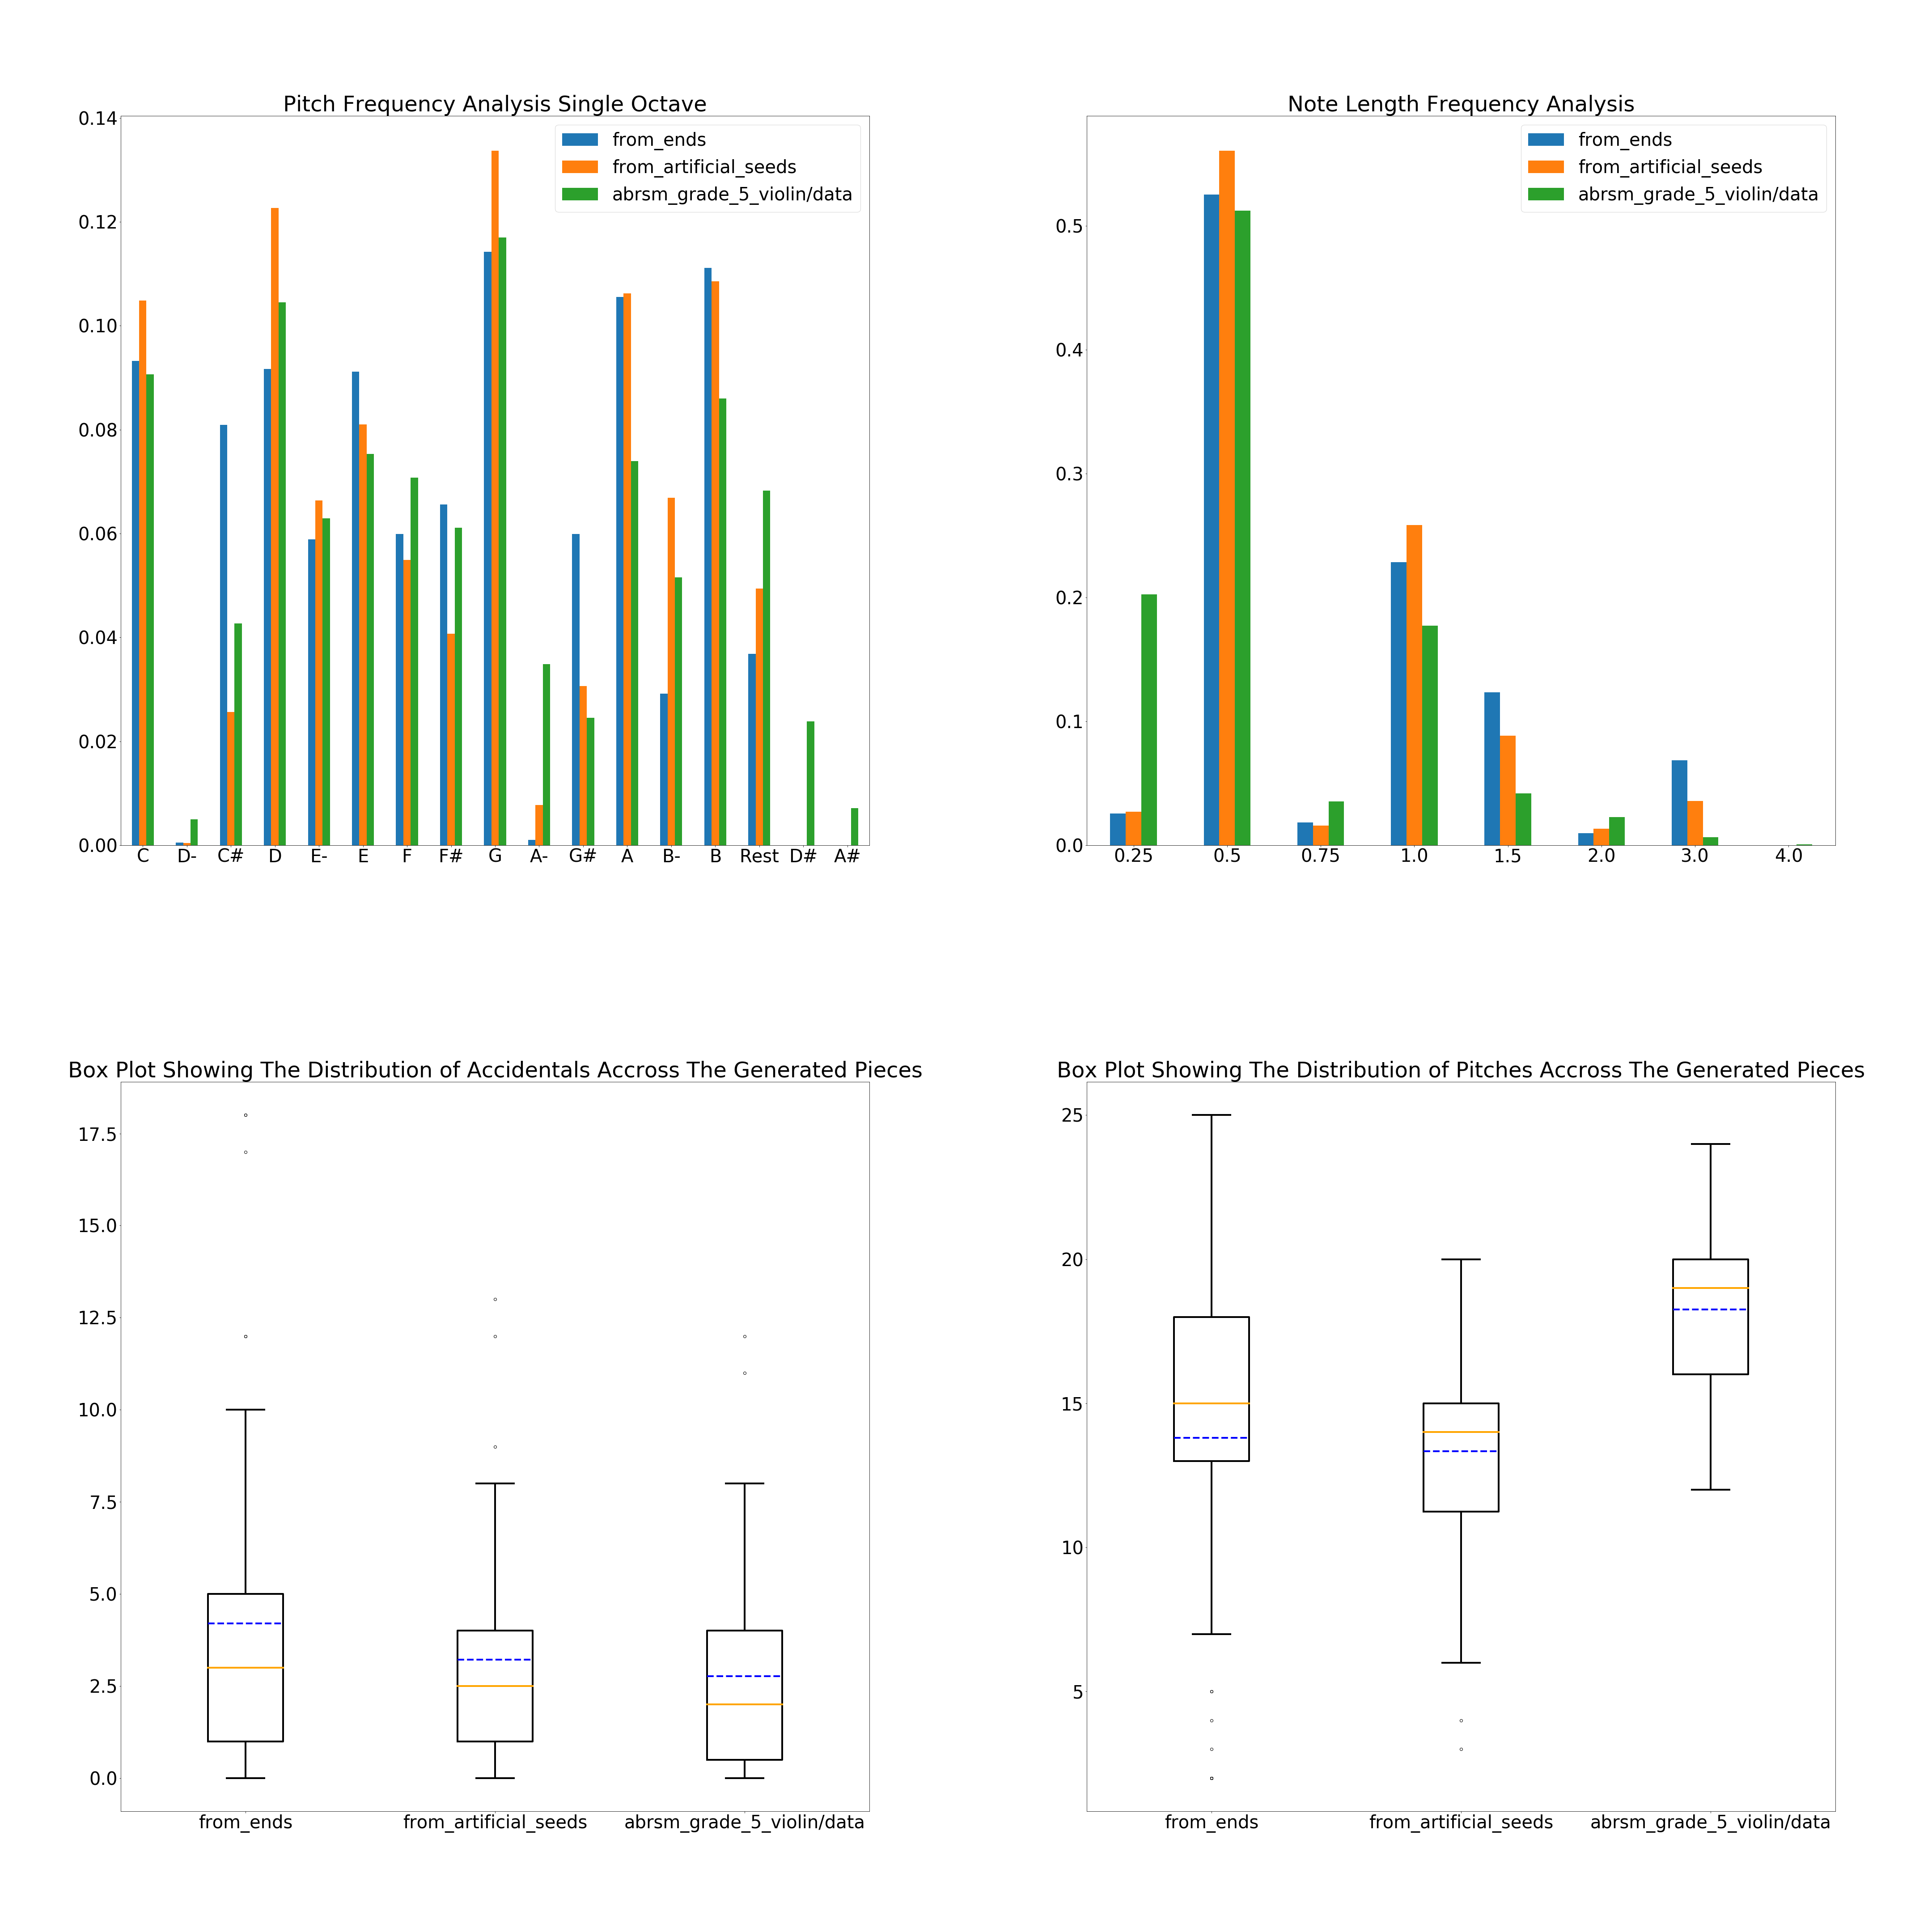 Pitch Frequency Analysis Single Octave
0.14
0.12
0.10
0.08
0.06
0.04
0.02
0.00
from_ends
from_artificial_seeds
abrsm_grade_5_violin/data
C D- C# D E- E F F# G A- G# A B- B Rest D# A#
Note Length Frequency Analysis
0.5
0.4
0.3
0.2
0.1
0.0
from_ends
from_artificial_seeds
abrsm_grade_5_violin/data
0.25 0.5 0.75 1.0 1.5 2.0 3.0 4.0
Box Plot Showing The Distribution of Accidentals Accross The Generated Pieces
17.5
15.0
12.5
10.0
7.5
5.0
2.5
0.0
from_ends from_artificial_seeds abrsm_grade_5_violin/data
Box Plot Showing The Distribution of Pitches Accross The Generated Pieces
25
20
15
10
5
from_ends from_artificial_seeds abrsm_grade_5_violin/data